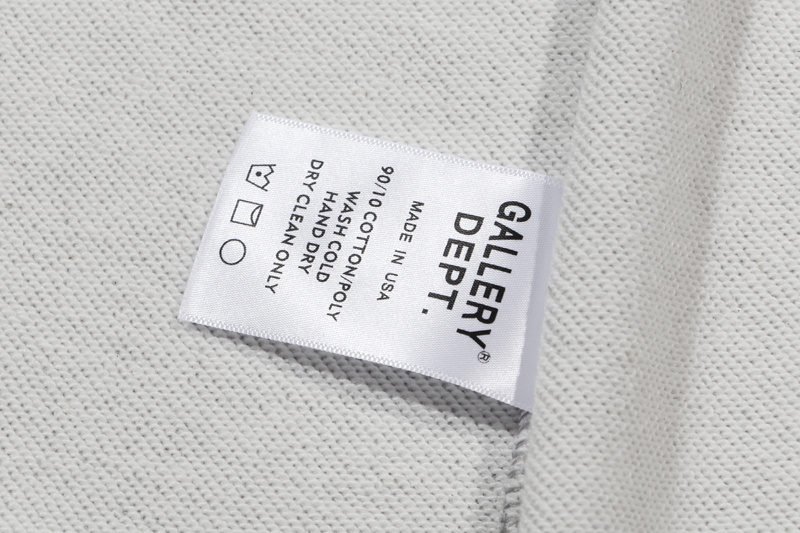 GALLERY®
DEPT.
MADE IN USA
90/10 COTTON/POLY
WASH COLD
HAND DRY
DRY CLEAN ONLY